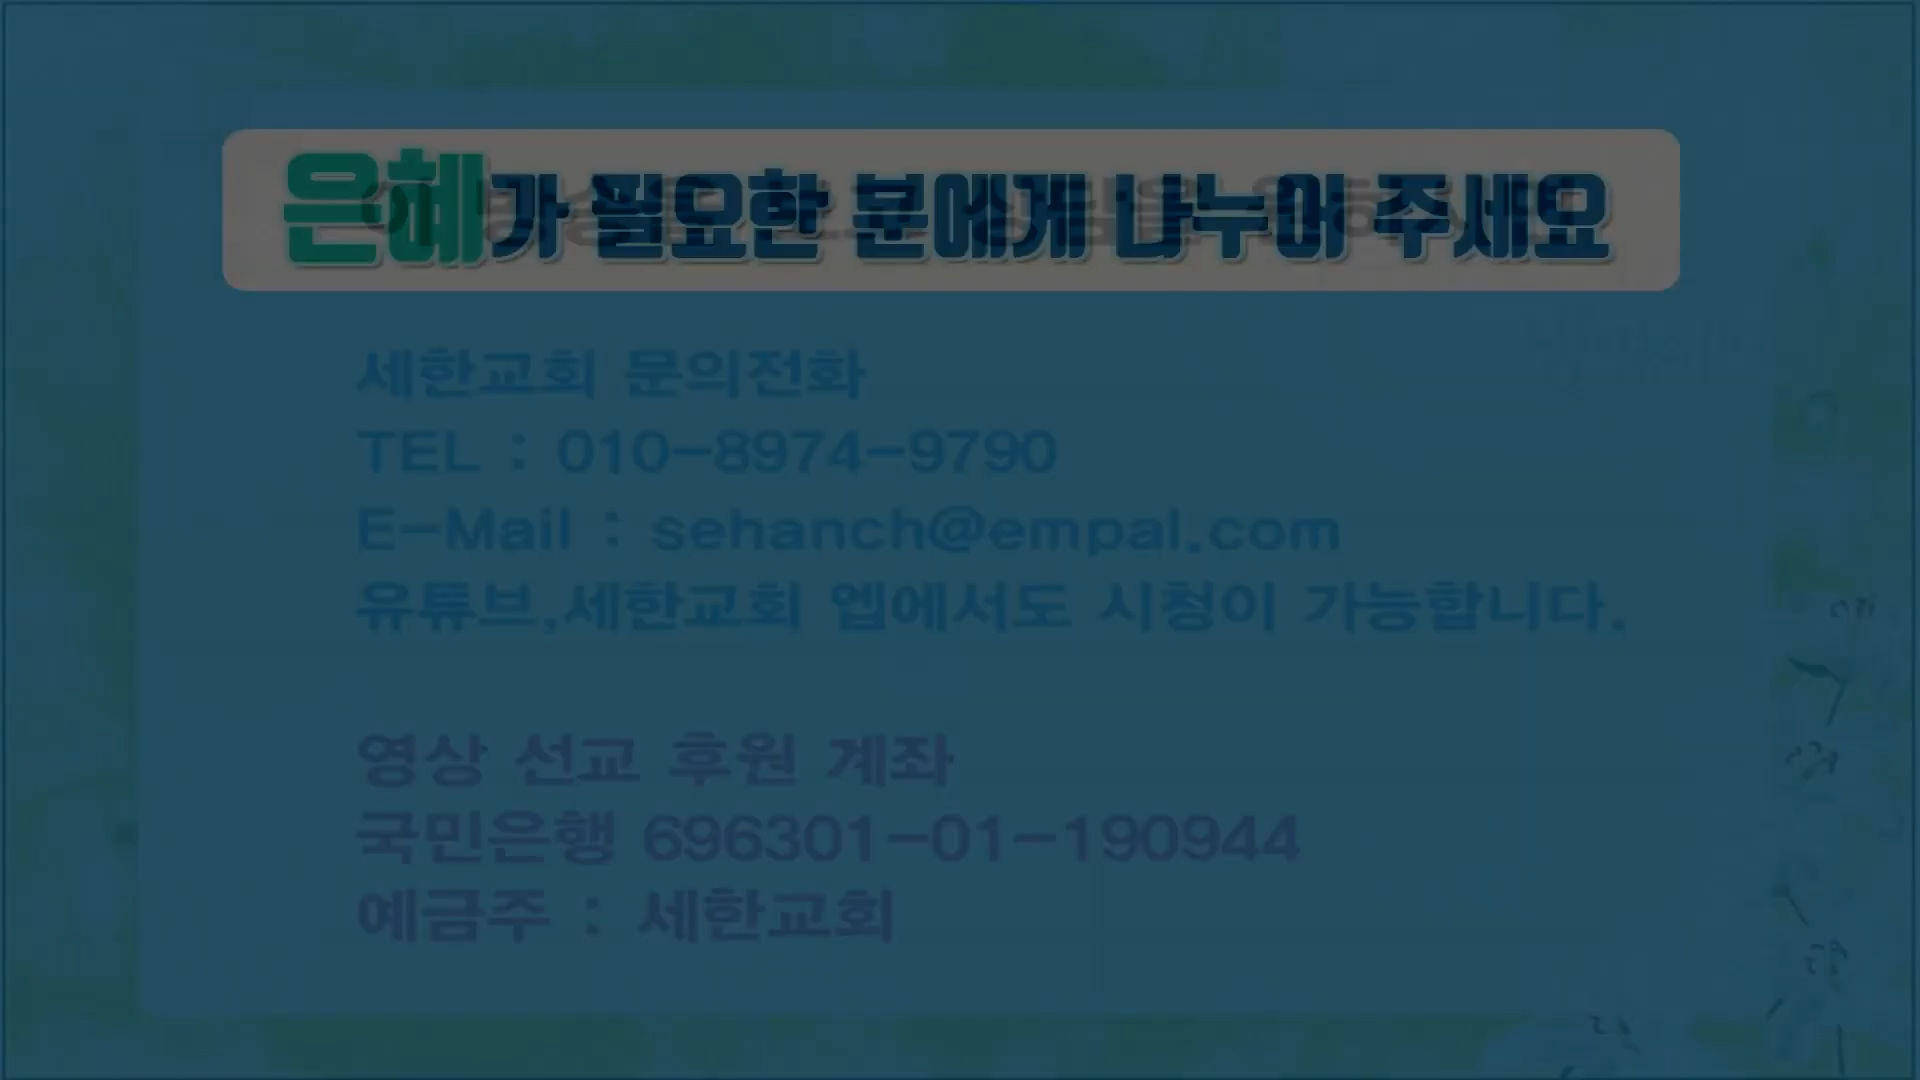 은혜가 필요한 분에게 나누어 주세요
세한교회 문의전화
TEL : 010-8974-9790
E-Mail : sehanch@empal.com
유튜브,세한교회 엡에서도 시청이 가능합니다.
영상 선교 후원 계좌
국민은행 696301-01-190944
예금주 : 세한교회